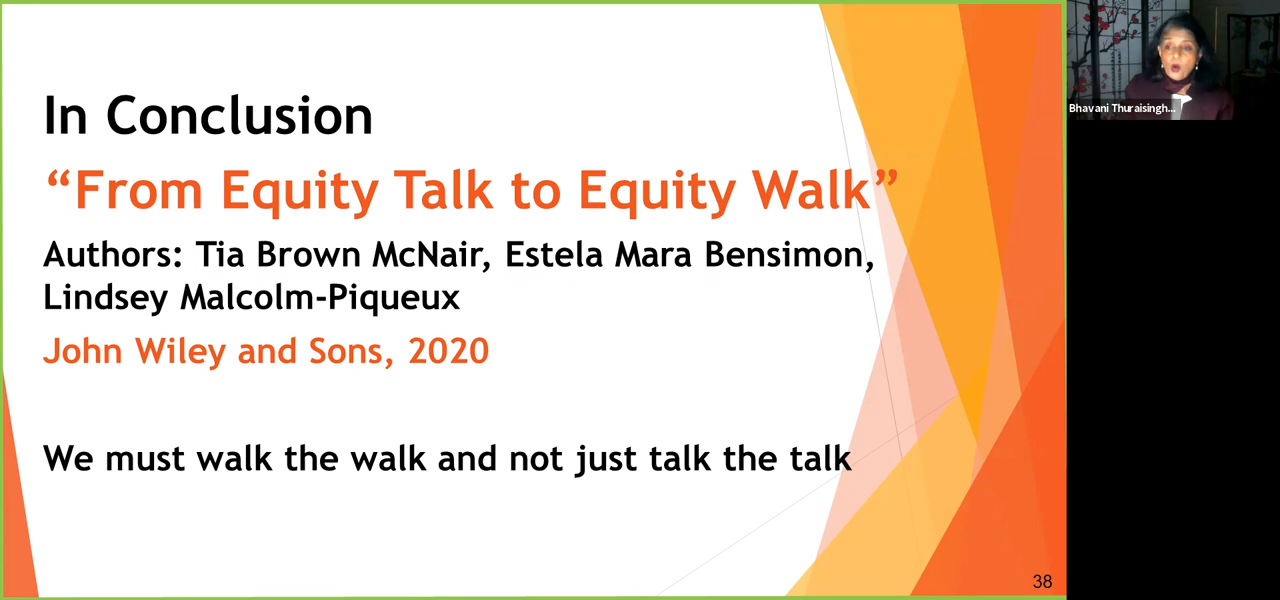 In Conclusion
“From Equity Talk to Equity Walk”
Authors: Tia Brown McNair, Estela Mara Bensimon,
Lindsey Malcolm-Piqueux
John Wiley and Sons, 2020
We must walk the walk and not just talk the talk
38
Bhavani Thuraisingh...